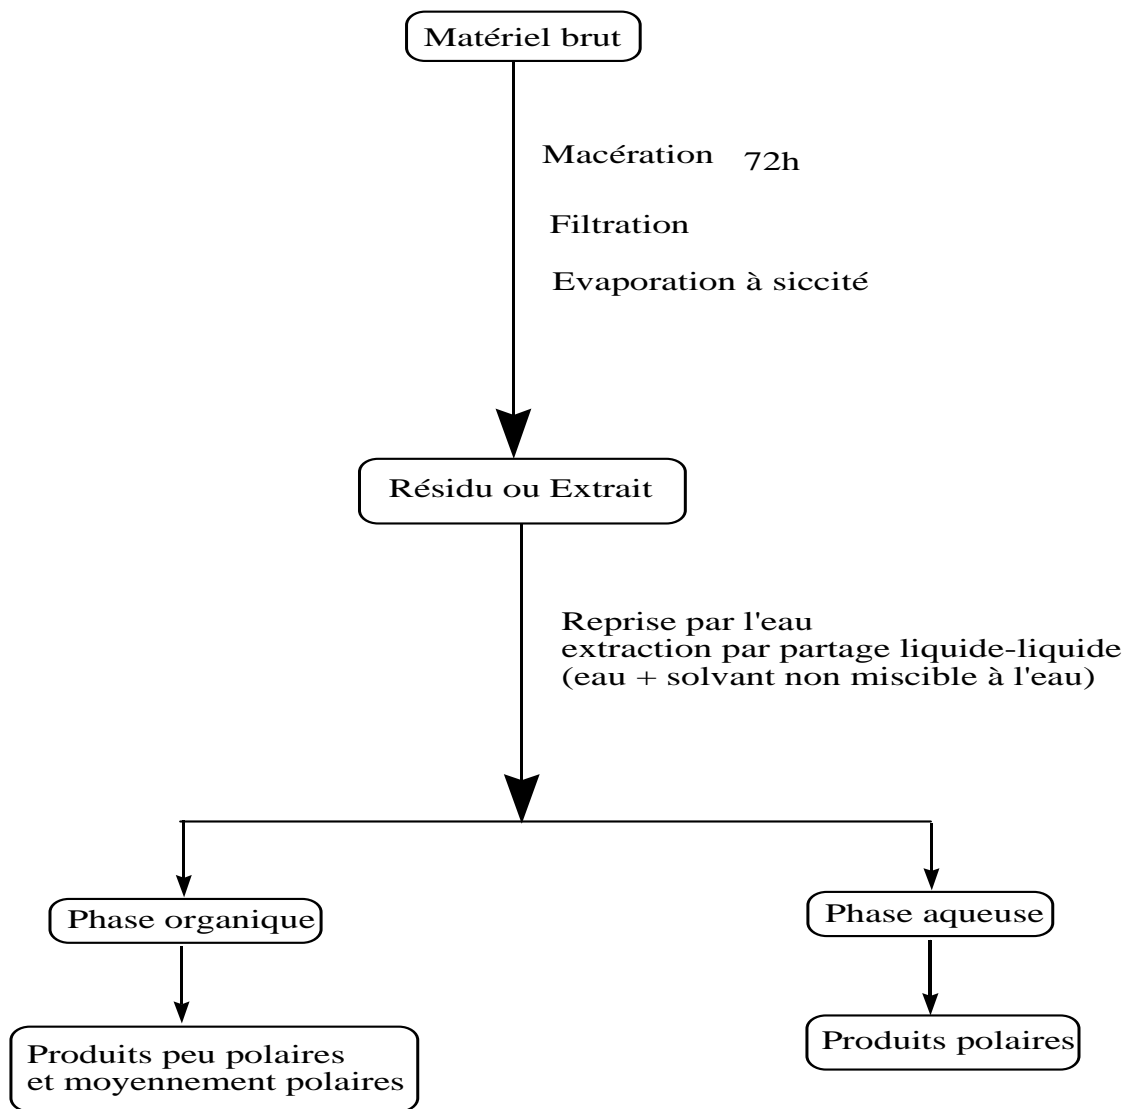 Matériel brut
Macération 72h
Filtration
Evaporation à siccité
Résidu ou Extrait
Reprise par l'eau
extraction par partage liquide-liquide
(eau + solvant non miscible à l'eau)
Phase organique
Phase aqueuse
Produits peu polaires
et moyennement polaires
Produits polaires